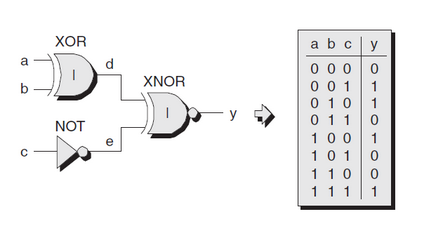 XOR
a
d
b
XNOR
y
NOT
e
c
a b c y
0 0 0 0
0 0 1 1
0 1 0 1
0 1 1 0
1 0 0 1
1 0 1 0
1 1 0 0
1 1 1 1